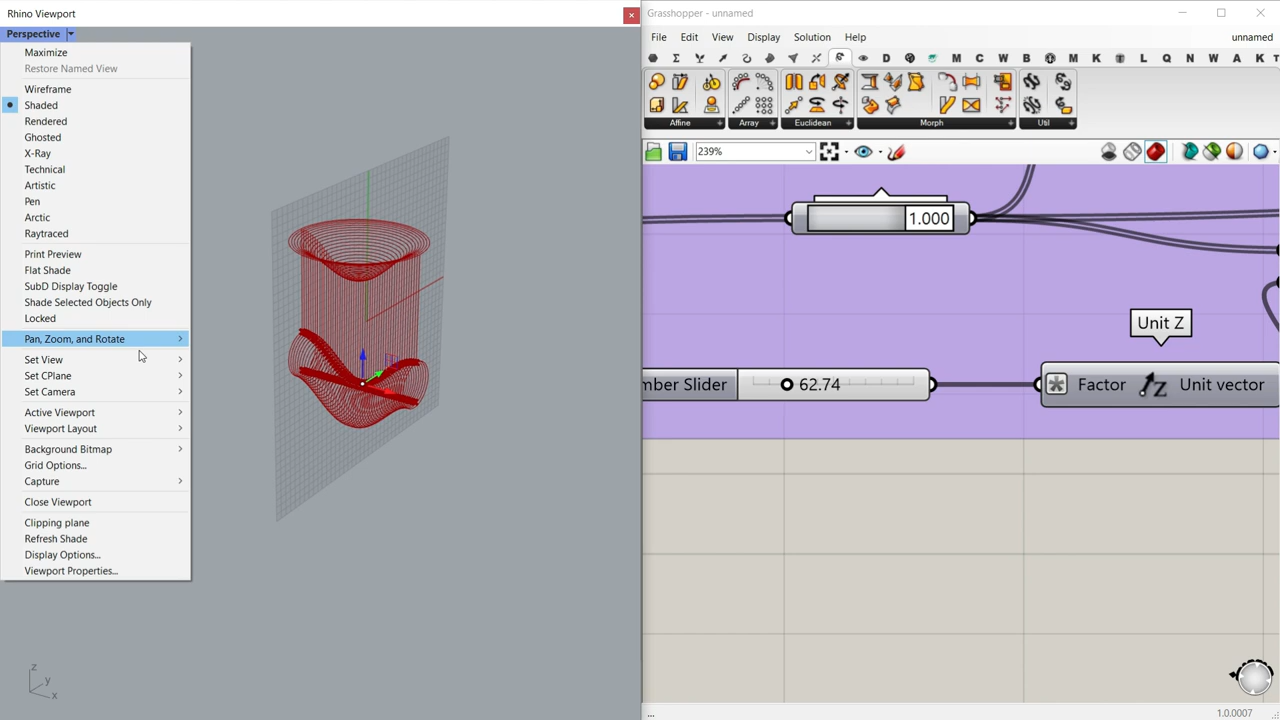 Rhino Viewport
Perspective
Maximize
Restore Named View
Wireframe
Shaded
Rendered
Ghosted
X-Ray
Technical
Artistic
Pen
Arctic
Raytraced
Print Preview
Flat Shade
SubD Display Toggle
Shade Selected Objects Only
Locked
Pan, Zoom, and Rotate
Set View
Set CPlane
Set Camera
Active Viewport
Viewport Layout
Background Bitmap
Grid Options...
Capture
Close Viewport
Clipping plane
Refresh Shade
Display Options...
Viewport Properties...
z
y
x
Grasshopper - unnamed
File Edit View Display Solution Help unnamed
M C W B M K L Q N W A K T
Affine Array Euclidean Morph Util
239%
1.000
Unit Z
mber Slider 62.74 Factor Z Unit vector
... 1.0.0007